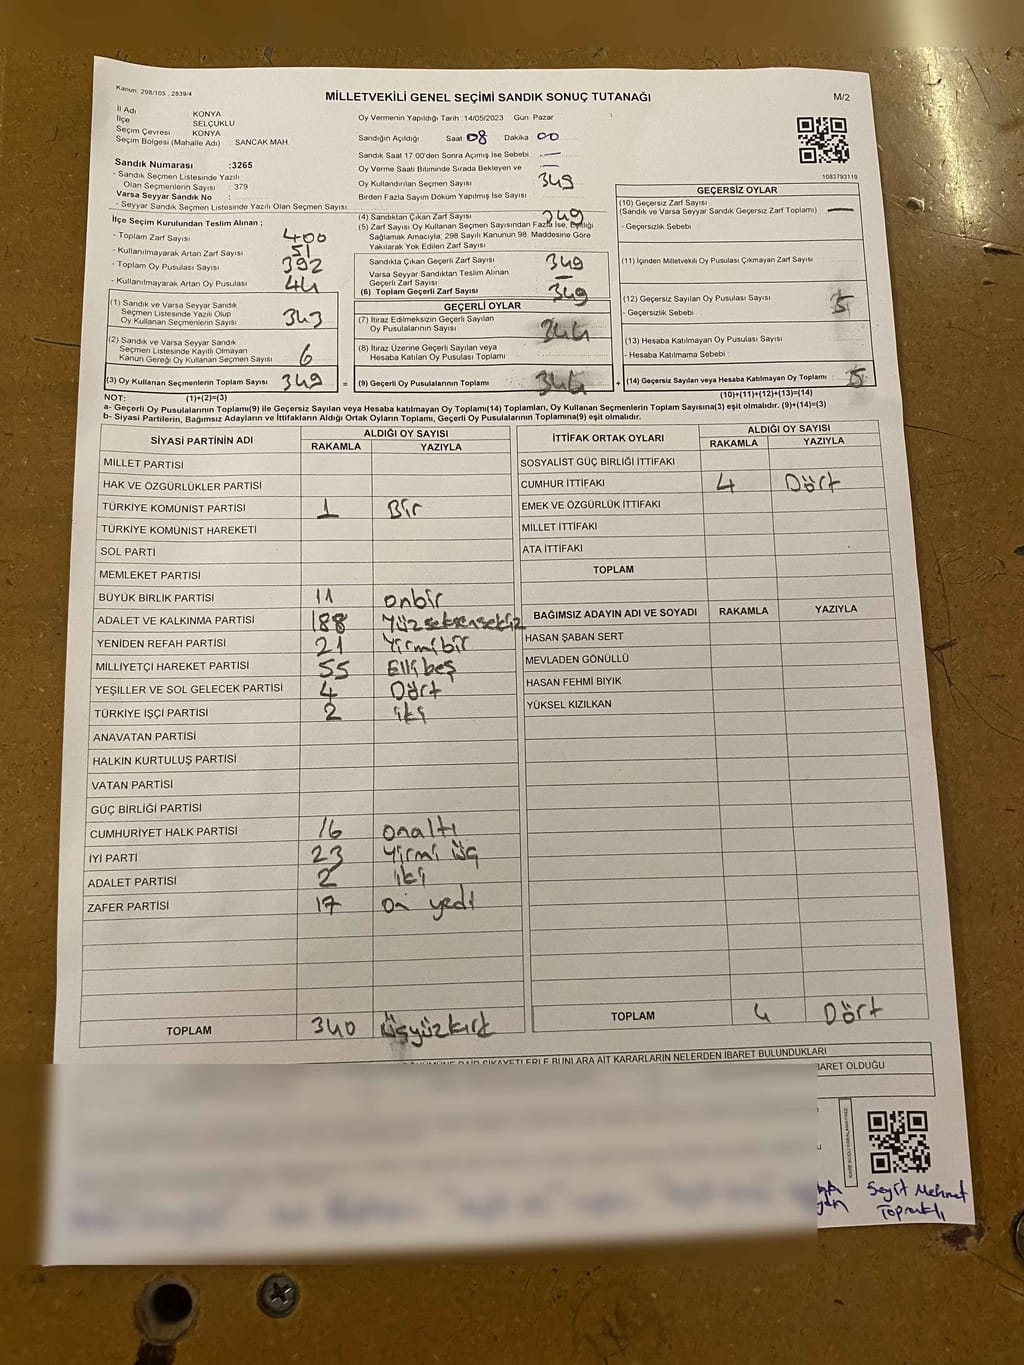 Kanun: 298/105 , 2839/4
MİLLETVEKİLİ GENEL SEÇİMİ SANDIK SONUÇ TUTANAĞI
M/2
İl Adı KONYA
İlçe SELÇUKLU
Seçim Çevresi KONYA
Seçim Bölgesi (Mahalle Adı) SANCAK MAH
Sandık Numarası :3265
- Sandık Seçmen Listesinde Yazılı
Olan Seçmenlerin Sayısı : 379
Varsa Seyyar Sandık No :
- Seyyar Sandık Seçmen Listesinde Yazılı Olan Seçmen Sayısı:
İlçe Seçim Kurulundan Teslim Alınan ;
- Toplam Zarf Sayısı 400
- Kullanılmayarak Artan Zarf Sayısı 51
- Toplam Oy Pusulası Sayısı 392
- Kullanılmayarak Artan Oy Pusulası 44
(1) Sandık ve Varsa Seyyar Sandık
Seçmen Listesinde Yazılı Olup
Oy Kullanan Seçmenlerin Sayısı 343
(2) Sandık ve Varsa Seyyar Sandık
Seçmen Listesinde Kayıtlı Olmayan
Kanun Gereği Oy Kullanan Seçmen Sayısı 6
(3) Oy Kullanan Seçmenlerin Toplam Sayısı 349 =
Oy Vermenin Yapıldığı Tarih :14/05/2023 Gün: Pazar
Sandığın Açıldığı Saat: 08 Dakika: 00
Sandık Saat 17:00'den Sonra Açımış İse Sebebi : —
Oy Verme Saati Bitiminde Sırada Bekleyen ve —
Oy Kullandırılan Seçmen Sayısı 349
Birden Fazla Sayım Döküm Yapılmış İse Sayısı
(4) Sandıktan Çıkan Zarf Sayısı 349
(5) Zarf Sayısı Oy Kullanan Seçmen Sayısından Fazla İse, Eşitliği
Sağlamak Amacıyla, 298 Sayılı Kanunun 98. Maddesine Göre
Yakılarak Yok Edilen Zarf Sayısı
Sandıkta Çıkan Geçerli Zarf Sayısı 349
Varsa Seyyar Sandıktan Teslim Alınan
Geçerli Zarf Sayısı —
(6) Toplam Geçerli Zarf Sayısı 349
GEÇERLİ OYLAR
(7) İtiraz Edilmeksizin Geçerli Sayılan
Oy Pusulalarının Sayısı 344
(8) İtiraz Üzerine Geçerli Sayılan veya
Hesaba Katılan Oy Pusulası Toplamı
(9) Geçerli Oy Pusulalarının Toplamı 344 +
1083793119
GEÇERSİZ OYLAR
(10) Geçersiz Zarf Sayısı
(Sandık ve Varsa Seyyar Sandık Geçersiz Zarf Toplamı) —
- Geçersizlik Sebebi
(11) İçinden Milletvekili Oy Pusulası Çıkmayan Zarf Sayısı
(12) Geçersiz Sayılan Oy Pusulası Sayısı 5
- Geçersizlik Sebebi :
(13) Hesaba Katılmayan Oy Pusulası Sayısı
- Hesaba Katılmama Sebebi
(14) Geçersiz Sayılan veya Hesaba Katılmayan Oy Toplamı 5
NOT: (1)+(2)=(3) (10)+(11)+(12)+(13)=(14)
a- Geçerli Oy Pusulalarının Toplamı(9) ile Geçersiz Sayılan veya Hesaba katılmayan Oy Toplamı(14) Toplamları, Oy Kullanan Seçmenlerin Toplam Sayısına(3) eşit olmalıdır. (9)+(14)=(3)
b- Siyasi Partilerin, Bağımsız Adayların ve İttifakların Aldığı Ortak Oyların Toplamı, Geçerli Oy Pusulalarının Toplamına(9) eşit olmalıdır.
SİYASİ PARTİNİN ADI ALDIĞI OY SAYISI
RAKAMLA YAZIYLA
MİLLET PARTİSİ
HAK VE ÖZGÜRLÜKLER PARTİSİ
TÜRKİYE KOMÜNİST PARTİSİ 1 Bir
TÜRKİYE KOMÜNİST HAREKETİ
SOL PARTİ
MEMLEKET PARTİSİ
BÜYÜK BİRLİK PARTİSİ 11 onbir
ADALET VE KALKINMA PARTİSİ 188 Yüzseksensekiz
YENİDEN REFAH PARTİSİ 21 Yirmibir
MİLLİYETÇİ HAREKET PARTİSİ 55 Ellibeş
YEŞİLLER VE SOL GELECEK PARTİSİ 4 Dört
TÜRKİYE İŞÇİ PARTİSİ 2 iki
ANAVATAN PARTİSİ
HALKIN KURTULUŞ PARTİSİ
VATAN PARTİSİ
GÜÇ BİRLİĞİ PARTİSİ
CUMHURİYET HALK PARTİSİ 16 onaltı
İYİ PARTİ 23 Yirmi üç
ADALET PARTİSİ 2 iki
ZAFER PARTİSİ 17 On yedi
TOPLAM 340 Üçyüzkırk
İTTİFAK ORTAK OYLARI ALDIĞI OY SAYISI
RAKAMLA YAZIYLA
SOSYALİST GÜÇ BİRLİĞİ İTTİFAKI
CUMHUR İTTİFAKI 4 Dört
EMEK VE ÖZGÜRLÜK İTTİFAKI
MİLLET İTTİFAKI
ATA İTTİFAKI
TOPLAM
BAĞIMSIZ ADAYIN ADI VE SOYADI RAKAMLA YAZIYLA
HASAN ŞABAN SERT
MEVLADEN GÖNÜLLÜ
HASAN FEHMİ BIYIK
YÜKSEL KIZILKAN
TOPLAM 4 Dört
ŞİKAYETLERLE BUNLARA AİT KARARLARIN NELERDEN İBARET BULUNDUKLARI
BARET OLDUĞU
Seyit Mehmet
Topraklı